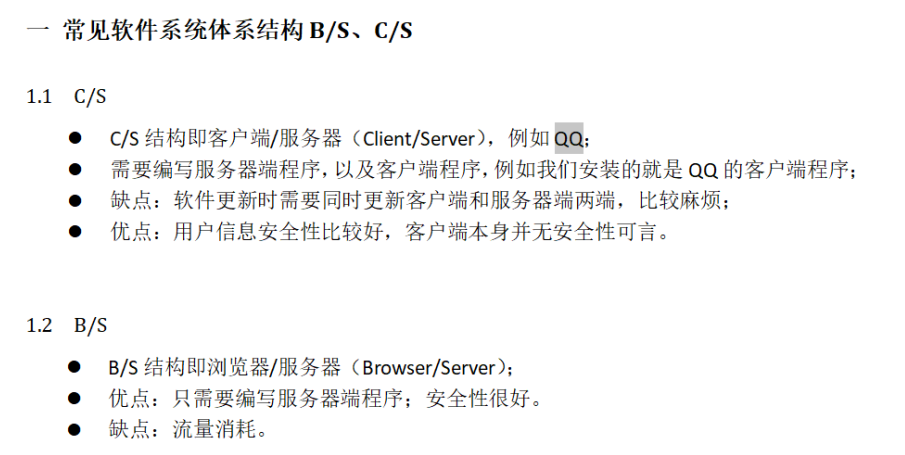 一 常见软件系统体系结构 B/S、C/S
1.1 C/S
● C/S 结构即客户端/服务器（Client/Server），例如 QQ；
● 需要编写服务器端程序，以及客户端程序，例如我们安装的就是 QQ 的客户端程序；
● 缺点：软件更新时需要同时更新客户端和服务器端两端，比较麻烦；
● 优点：用户信息安全性比较好，客户端本身并无安全性可言。
1.2 B/S
● B/S 结构即浏览器/服务器（Browser/Server）；
● 优点：只需要编写服务器端程序；安全性很好。
● 缺点：流量消耗。